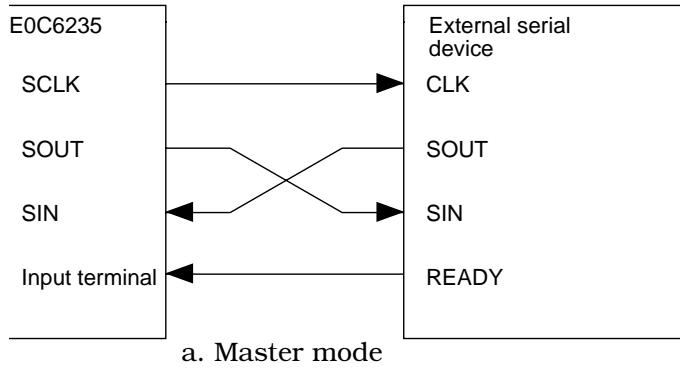 E0C6235
SCLK
SOUT
SIN
Input terminal
External serial
device
CLK
SOUT
SIN
READY
a. Master mode